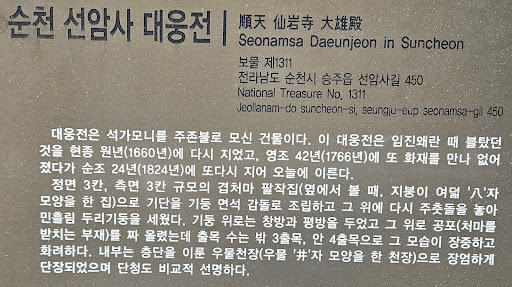 순천 선암사 대웅전
順天 仙岩寺 大雄殿
Seonamsa Daeunjeon in Suncheon
보물 제1311
전라남도 순천시 승주읍 선암사길 450
National Treasure No, 1311
Jeollanam-do suncheon-si, seungju-eup seonamsa-gil 450
대웅전은 석가모니를 주존불로 모신 건물이다. 이 대웅전은 임진왜란 때 불탔던
것을 현종 원년(1660년)에 다시 지었고, 영조 42년(1766년)에 또 화재를 만나 없어
졌다가 순조 24년(1824년)에 또다시 지어 오늘에 이른다.
정면 3칸, 측면 3칸 규모의 겹처마 팔작집(옆에서 볼 때, 지붕이 여덟 '八'자
모양을 한 집)으로 기단을 기둥 면석 갑돌로 조립하고 그 위에 다시 주춧돌을 놓아
민흘림 두리기둥을 세웠다. 기둥 위로는 창방과 평방을 두었고 그 위로 공포(처마를
받치는 부재)를 짜 올렸는데 출목 수는 밖 3출목, 안 4출목으로 그 모습이 장중하고
화려하다. 내부는 층단을 이룬 우물천장(우물 '井'자 모양을 한 천장)으로 장엄하게
단장되었으며 단청도 비교적 선명하다.